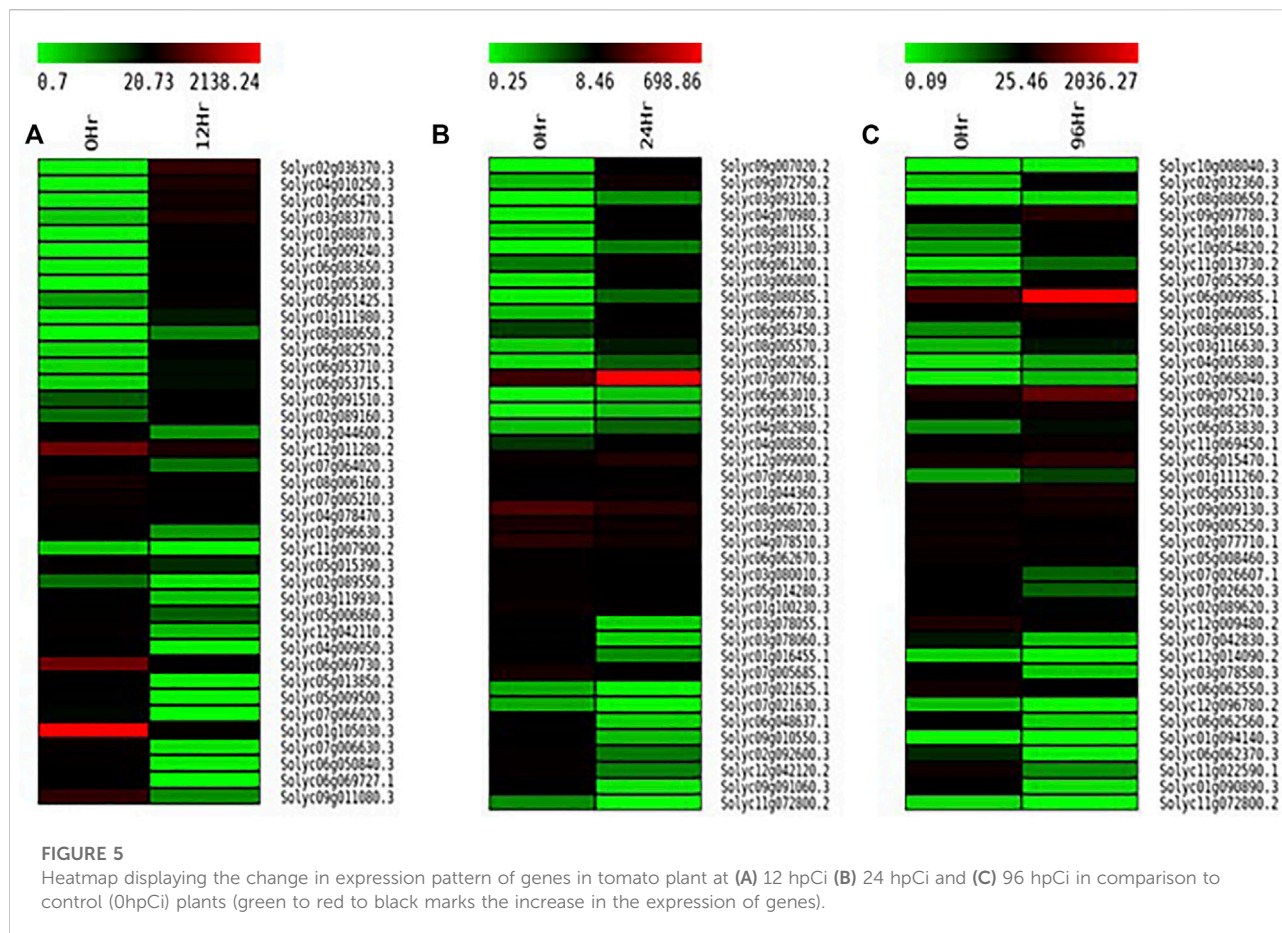 0.7 20.73 2138.24
0.25 8.46 698.86
0.09 25.46 2036.27
A
0Hr
12Hr
B
0Hr
24Hr
C
0Hr
96Hr
Solyc02g036370.3
Solyc04g010250.3
Solyc01g005470.3
Solyc03g083770.1
Solyc01g080870.3
Solyc10g009240.3
Solyc06g083650.3
Solyc01g005300.3
Solyc05g051425.1
Solyc01g111980.3
Solyc08g080650.2
Solyc06g082570.2
Solyc06g053710.3
Solyc06g053715.1
Solyc02g091510.3
Solyc02g089160.3
Solyc03g044600.2
Solyc12g011280.2
Solyc07g064020.3
Solyc08g006160.3
Solyc07g005210.3
Solyc04g078470.3
Solyc01g096630.3
Solyc11g007900.2
Solyc05g015390.3
Solyc02g089550.3
Solyc03g119930.1
Solyc05g006860.3
Solyc12g042110.2
Solyc04g009050.3
Solyc06g069730.3
Solyc05g013850.2
Solyc05g009500.3
Solyc07g066020.3
Solyc01g105030.3
Solyc07g006630.3
Solyc06g050840.3
Solyc06g069727.1
Solyc09g011080.3
Solyc09g007020.2
Solyc09g072750.2
Solyc03g093120.3
Solyc04g070980.3
Solyc08g081155.1
Solyc03g093130.3
Solyc06g061200.1
Solyc03g006800.1
Solyc08g080585.1
Solyc08g066730.1
Solyc06g053450.3
Solyc08g005570.3
Solyc02g050205.1
Solyc07g007760.3
Solyc06g063010.3
Solyc06g063015.1
Solyc04g082980.2
Solyc04g008850.1
Solyc12g099000.3
Solyc07g056030.2
Solyc01g044360.3
Solyc08g006720.3
Solyc03g098020.3
Solyc04g078510.3
Solyc06g062670.3
Solyc03g080010.3
Solyc05g014280.3
Solyc01g100230.3
Solyc03g078055.1
Solyc03g078060.3
Solyc01g016455.1
Solyc07g005685.1
Solyc07g021625.1
Solyc07g021630.3
Solyc06g048637.1
Solyc09g010550.3
Solyc02g092600.3
Solyc12g042120.2
Solyc09g091060.3
Solyc11g072800.2
Solyc10g008040.3
Solyc02g032360.3
Solyc08g080650.2
Solyc09g097780.3
Solyc10g018610.1
Solyc10g054820.2
Solyc11g013730.2
Solyc07g052950.3
Solyc06g009985.1
Solyc01g060085.1
Solyc08g068150.3
Solyc03g116630.3
Solyc04g005380.3
Solyc02g068040.3
Solyc09g075210.3
Solyc08g082570.3
Solyc06g053830.3
Solyc11g069450.1
Solyc05g015470.3
Solyc01g111260.2
Solyc05g055310.3
Solyc09g009130.3
Solyc09g005250.3
Solyc02g077710.1
Solyc05g008460.3
Solyc07g026607.1
Solyc07g026620.3
Solyc02g089620.3
Solyc12g009480.2
Solyc07g042830.1
Solyc12g014090.2
Solyc03g078580.3
Solyc06g062550.3
Solyc12g096780.2
Solyc06g062560.2
Solyc01g094140.3
Solyc06g062370.3
Solyc11g022590.1
Solyc01g090890.3
Solyc11g072800.2
FIGURE 5
Heatmap displaying the change in expression pattern of genes in tomato plant at (A) 12 hpCi (B) 24 hpCi and (C) 96 hpCi in comparison to
control (0hpCi) plants (green to red to black marks the increase in the expression of genes).